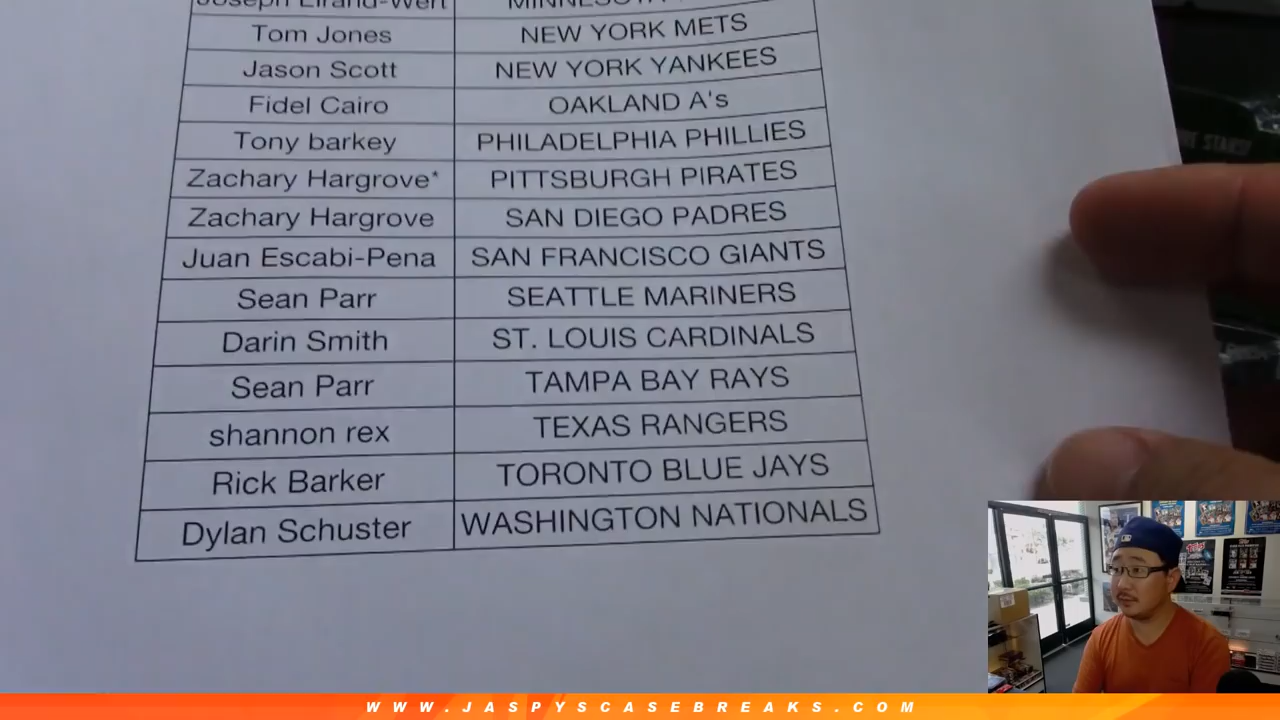 Tom Jones NEW YORK METS
Jason Scott NEW YORK YANKEES
Fidel Cairo OAKLAND A's
Tony barkey PHILADELPHIA PHILLIES
Zachary Hargrove* PITTSBURGH PIRATES
Zachary Hargrove SAN DIEGO PADRES
Juan Escabi-Pena SAN FRANCISCO GIANTS
Sean Parr SEATTLE MARINERS
Darin Smith ST. LOUIS CARDINALS
Sean Parr TAMPA BAY RAYS
shannon rex TEXAS RANGERS
Rick Barker TORONTO BLUE JAYS
Dylan Schuster WASHINGTON NATIONALS
WWW.JASPYSCASEBREAKS.COM